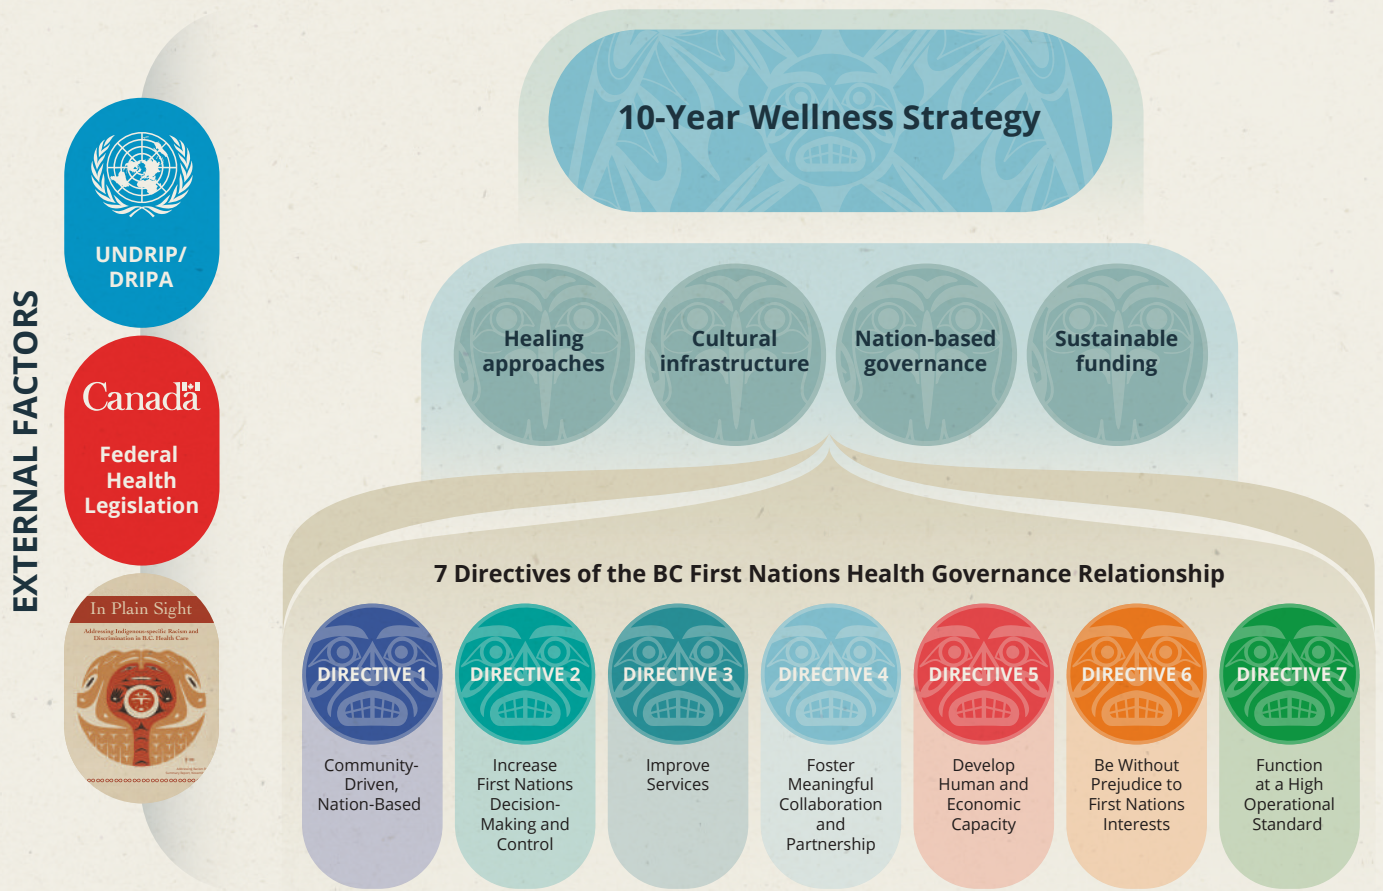 EXTERNAL FACTORS
UNDRIP/
DRIPA
Canada
Federal
Health
Legislation
In Plain Sight
Addressing Indigenous-specific Racism and
Discrimination in B.C. Health Care
10-Year Wellness Strategy
Healing
approaches
Cultural
infrastructure
Nation-based
governance
Sustainable
funding
7 Directives of the BC First Nations Health Governance Relationship
DIRECTIVE 1
Community-
Driven,
Nation-Based
DIRECTIVE 2
Increase
First Nations
Decision-
Making and
Control
DIRECTIVE 3
Improve
Services
DIRECTIVE 4
Foster
Meaningful
Collaboration
and
Partnership
DIRECTIVE 5
Develop
Human and
Economic
Capacity
DIRECTIVE 6
Be Without
Prejudice to
First Nations
Interests
DIRECTIVE 7
Function
at a High
Operational
Standard